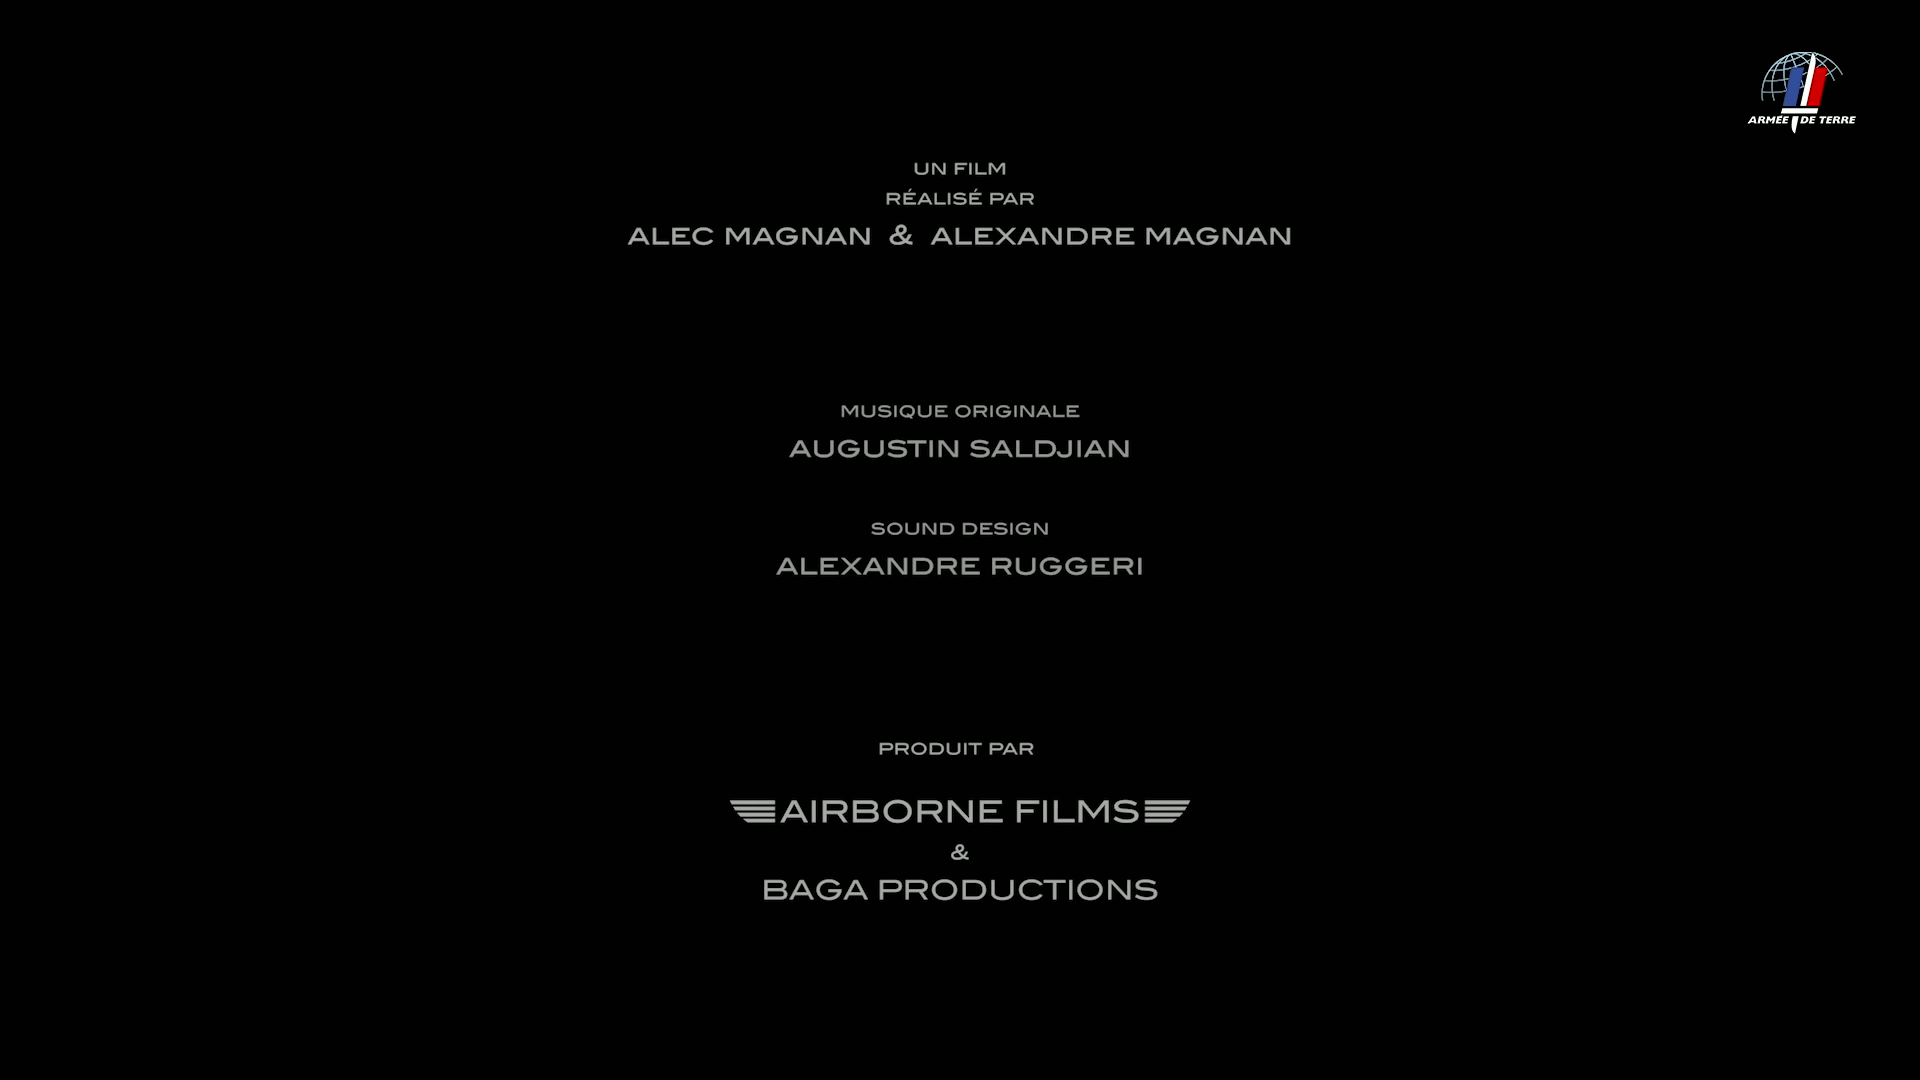 ARMÉE DE TERRE
UN FILM
RÉALISÉ PAR
ALEC MAGNAN & ALEXANDRE MAGNAN
MUSIQUE ORIGINALE
AUGUSTIN SALDJIAN
SOUND DESIGN
ALEXANDRE RUGGERI
PRODUIT PAR
AIRBORNE FILMS
&
BAGA PRODUCTIONS